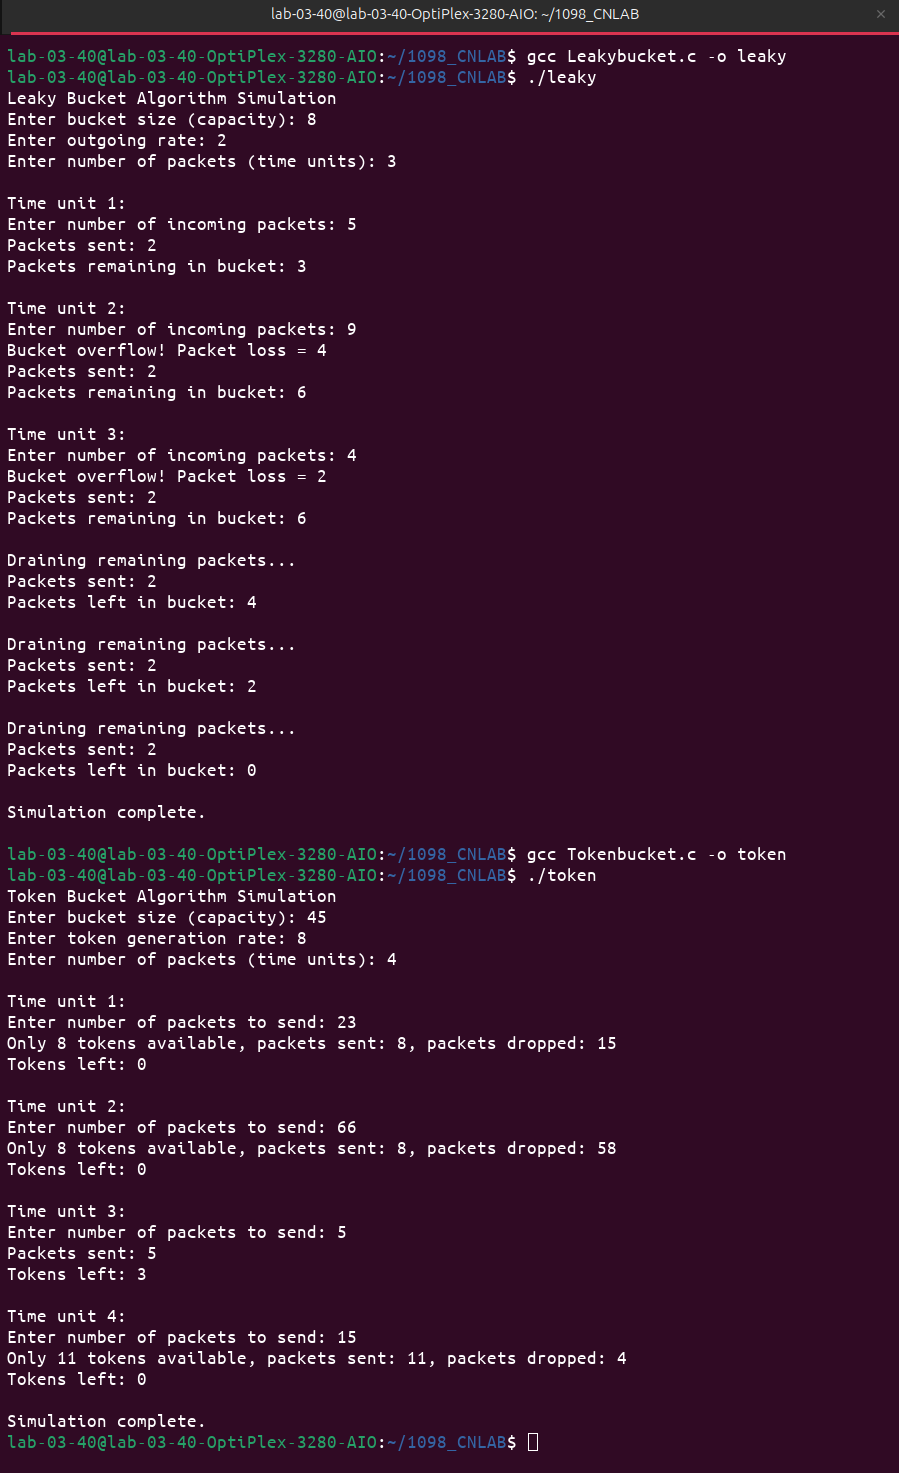 lab-03-40@lab-03-40-OptiPlex-3280-AIO: ~/1098_CNLAB
lab-03-40@lab-03-40-OptiPlex-3280-AIO:~/1098_CNLAB$ gcc Leakybucket.c -o leaky
lab-03-40@lab-03-40-OptiPlex-3280-AIO:~/1098_CNLAB$ ./leaky
Leaky Bucket Algorithm Simulation
Enter bucket size (capacity): 8
Enter outgoing rate: 2
Enter number of packets (time units): 3
Time unit 1:
Enter number of incoming packets: 5
Packets sent: 2
Packets remaining in bucket: 3
Time unit 2:
Enter number of incoming packets: 9
Bucket overflow! Packet loss = 4
Packets sent: 2
Packets remaining in bucket: 6
Time unit 3:
Enter number of incoming packets: 4
Bucket overflow! Packet loss = 2
Packets sent: 2
Packets remaining in bucket: 6
Draining remaining packets...
Packets sent: 2
Packets left in bucket: 4
Draining remaining packets...
Packets sent: 2
Packets left in bucket: 2
Draining remaining packets...
Packets sent: 2
Packets left in bucket: 0
Simulation complete.
lab-03-40@lab-03-40-OptiPlex-3280-AIO:~/1098_CNLAB$ gcc Tokenbucket.c -o token
lab-03-40@lab-03-40-OptiPlex-3280-AIO:~/1098_CNLAB$ ./token
Token Bucket Algorithm Simulation
Enter bucket size (capacity): 45
Enter token generation rate: 8
Enter number of packets (time units): 4
Time unit 1:
Enter number of packets to send: 23
Only 8 tokens available, packets sent: 8, packets dropped: 15
Tokens left: 0
Time unit 2:
Enter number of packets to send: 66
Only 8 tokens available, packets sent: 8, packets dropped: 58
Tokens left: 0
Time unit 3:
Enter number of packets to send: 5
Packets sent: 5
Tokens left: 3
Time unit 4:
Enter number of packets to send: 15
Only 11 tokens available, packets sent: 11, packets dropped: 4
Tokens left: 0
Simulation complete.
lab-03-40@lab-03-40-OptiPlex-3280-AIO:~/1098_CNLAB$